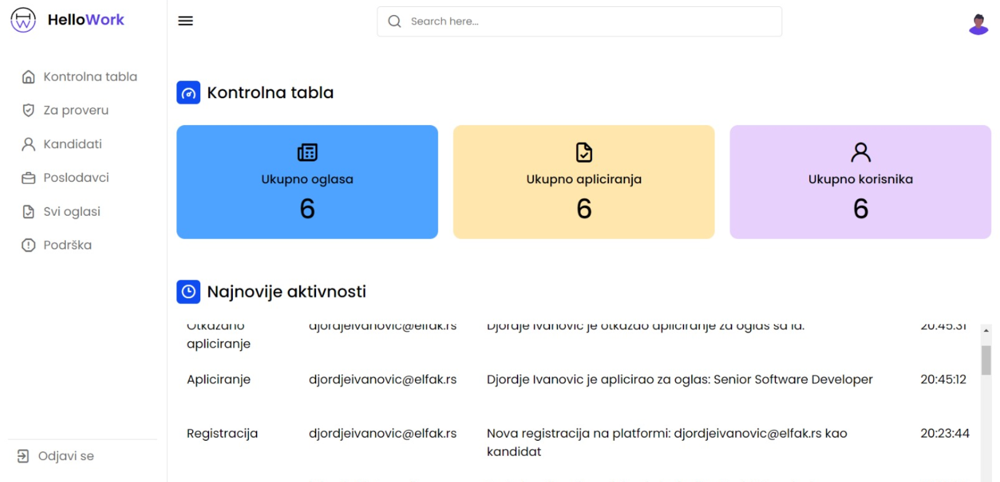 HelloWork
Search here...
Kontrolna tabla
Za proveru
Kandidati
Poslodavci
Svi oglasi
Podrška
Odjavi se
Kontrolna tabla
Ukupno oglasa
6
Ukupno apliciranja
6
Ukupno korisnika
6
Najnovije aktivnosti
Otkazano apliciranje
djordjeivanovic@elfak.rs
Djordje Ivanovic je otkazao apliciranje za oglas sa id.
20:45:31
Apliciranje
djordjeivanovic@elfak.rs
Djordje Ivanovic je aplicirao za oglas: Senior Software Developer
20:45:12
Registracija
djordjeivanovic@elfak.rs
Nova registracija na platformi: djordjeivanovic@elfak.rs kao
kandidat
20:23:44